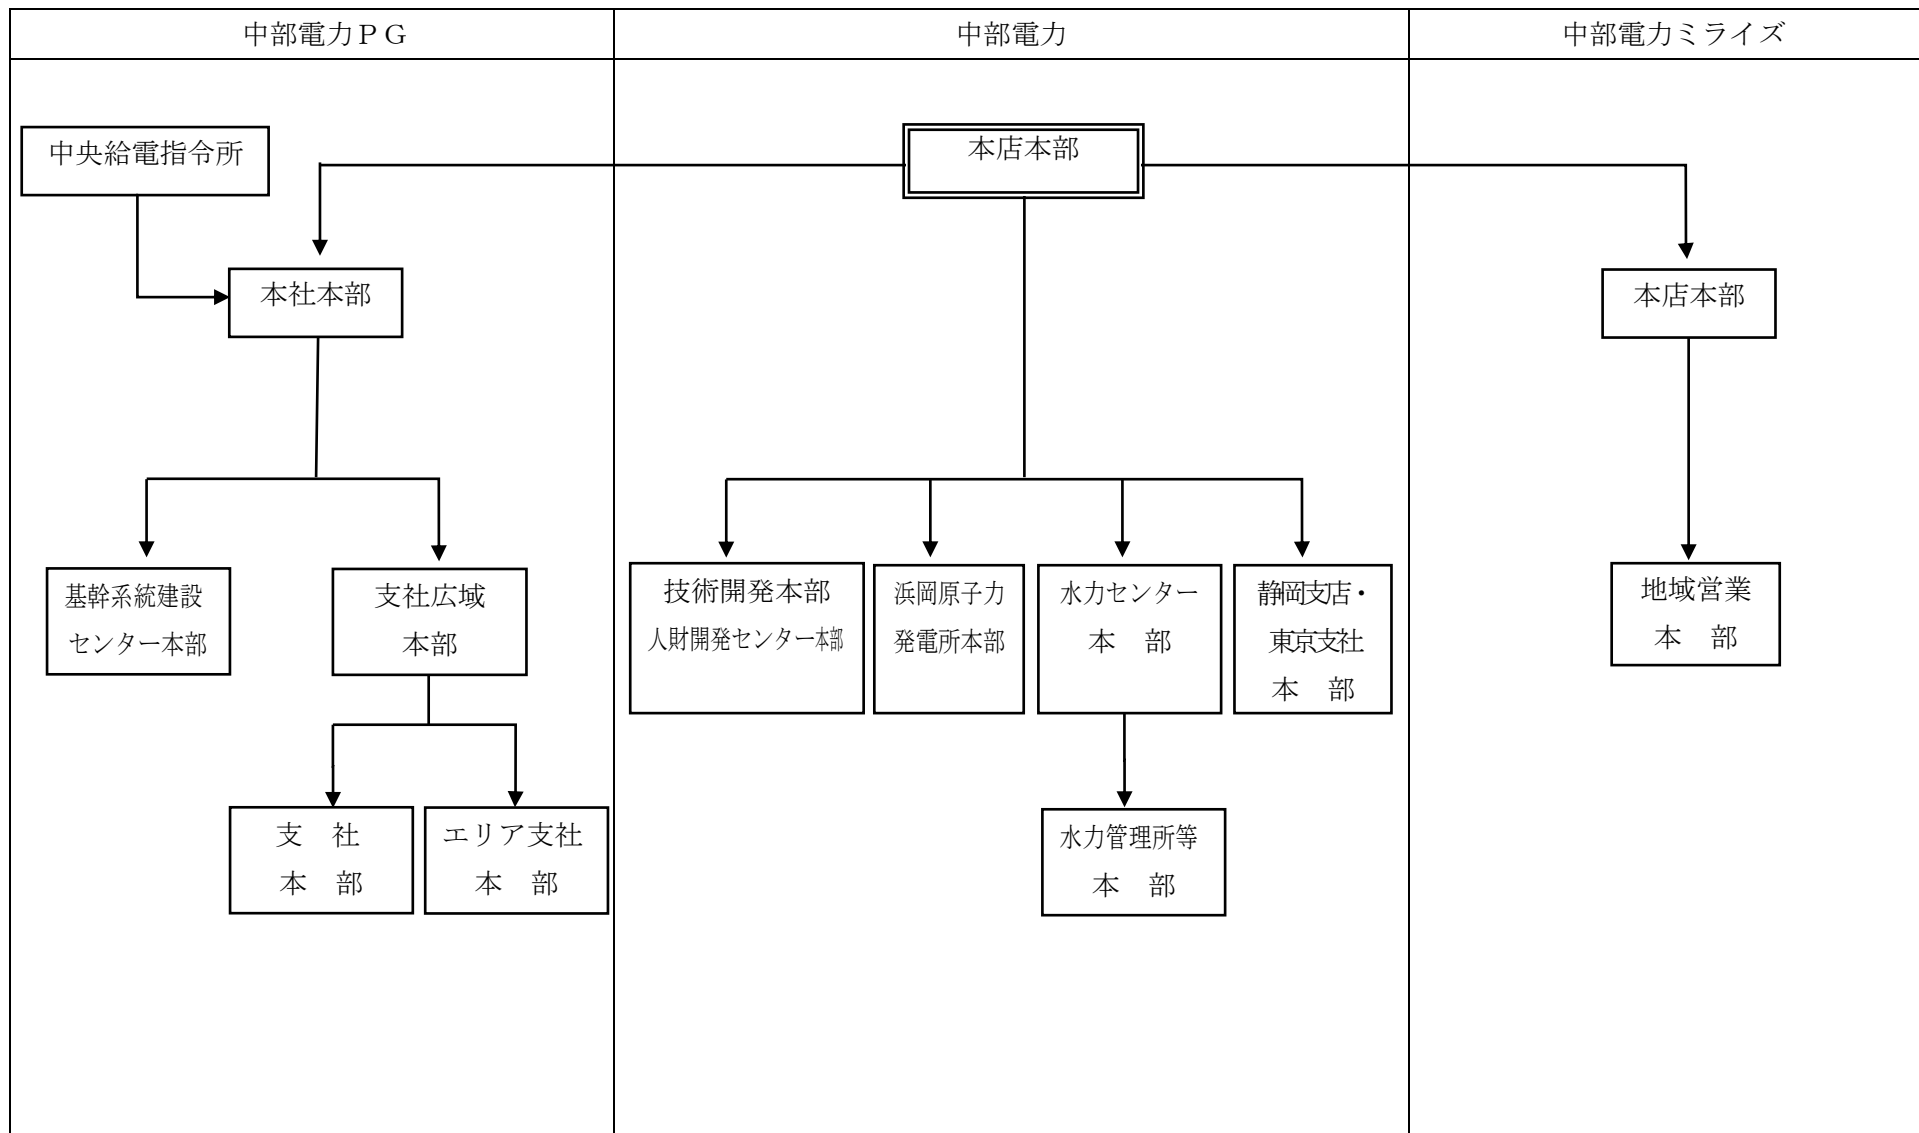 中部電力ＰＧ
中部電力
中部電力ミライズ
中央給電指令所
本店本部
本社本部
本店本部
基幹系統建設
センター本部
支社広域
本部
技術開発本部
人財開発センター本部
浜岡原子力
発電所本部
水力センター
本　部
静岡支店・
東京支社
本　部
地域営業
本　部
支　社
本　部
エリア支社
本　部
水力管理所等
本　部